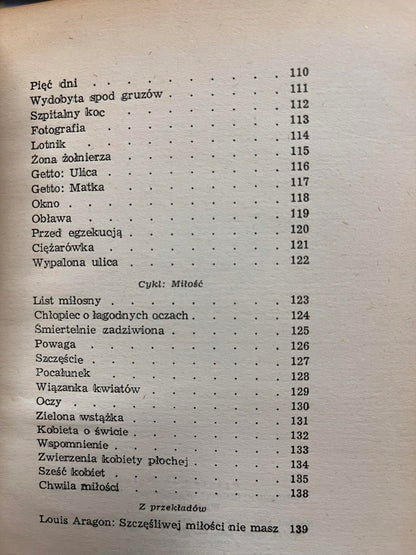 Pięć dni . . . . . . . . . . 110
Wydobyta spod gruzów . . . . . . 111
Szpitalny koc . . . . . . . . . 112
Fotografia . . . . . . . . . . 113
Lotnik . . . . . . . . . . . 114
Żona żołnierza . . . . . . . . 115
Getto: Ulica . . . . . . . . . 116
Getto: Matka . . . . . . . . . 117
Okno . . . . . . . . . . . 118
Obława . . . . . . . . . . 119
Przed egzekucją . . . . . . . . 120
Ciężarówka . . . . . . . . . 121
Wypalona ulica . . . . . . . . 122
Cykl: Miłość
List miłosny . . . . . . . . . 123
Chłopiec o łagodnych oczach . . . . 124
Śmiertelnie zadziwiona . . . . . . 125
Powaga . . . . . . . . . . 126
Szczęście . . . . . . . . . . 127
Pocałunek . . . . . . . . . 128
Wiązanka kwiatów . . . . . . . 129
Oczy . . . . . . . . . . . 130
Zielona wstążka . . . . . . . . 131
Kobieta o świcie . . . . . . . . 132
Wspomnienie . . . . . . . . . 133
Zwierzenia kobiety płochej . . . . . 134
Sześć kobiet . . . . . . . . . 135
Chwila miłości . . . . . . . . 138
Z przekładów
Louis Aragon: Szczęśliwej miłości nie masz 139